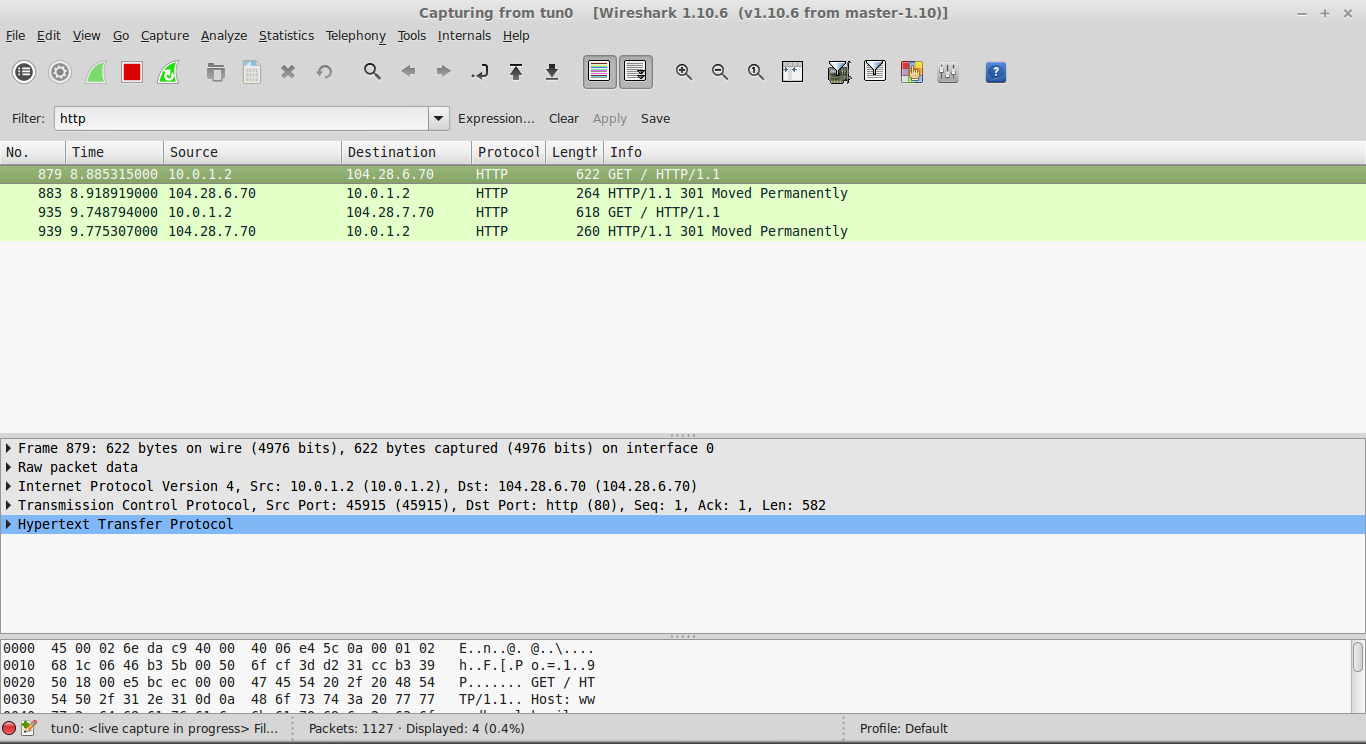 Capturing from tun0 [Wireshark 1.10.6 (v1.10.6 from master-1.10)]
File Edit View Go Capture Analyze Statistics Telephony Tools Internals Help
Filter: http Expression... Clear Apply Save
No. Time Source Destination Protocol Length Info
879 8.885315000 10.0.1.2 104.28.6.70 HTTP 622 GET / HTTP/1.1
883 8.918919000 104.28.6.70 10.0.1.2 HTTP 264 HTTP/1.1 301 Moved Permanently
935 9.748794000 10.0.1.2 104.28.7.70 HTTP 618 GET / HTTP/1.1
939 9.775307000 104.28.7.70 10.0.1.2 HTTP 260 HTTP/1.1 301 Moved Permanently
Frame 879: 622 bytes on wire (4976 bits), 622 bytes captured (4976 bits) on interface 0
Raw packet data
Internet Protocol Version 4, Src: 10.0.1.2 (10.0.1.2), Dst: 104.28.6.70 (104.28.6.70)
Transmission Control Protocol, Src Port: 45915 (45915), Dst Port: http (80), Seq: 1, Ack: 1, Len: 582
Hypertext Transfer Protocol
0000 45 00 02 6e da c9 40 00 40 06 e4 5c 0a 00 01 02 E..n..@. @..\....
0010 68 1c 06 46 b3 5b 00 50 6f cf 3d d2 31 cc b3 39 h..F.[.P o.=.1..9
0020 50 18 00 e5 bc ec 00 00 47 45 54 20 2f 20 48 54 P....... GET / HT
0030 54 50 2f 31 2e 31 0d 0a 48 6f 73 74 3a 20 77 77 TP/1.1.. Host: ww
tun0: <live capture in progress> Fil... Packets: 1127 · Displayed: 4 (0.4%) Profile: Default